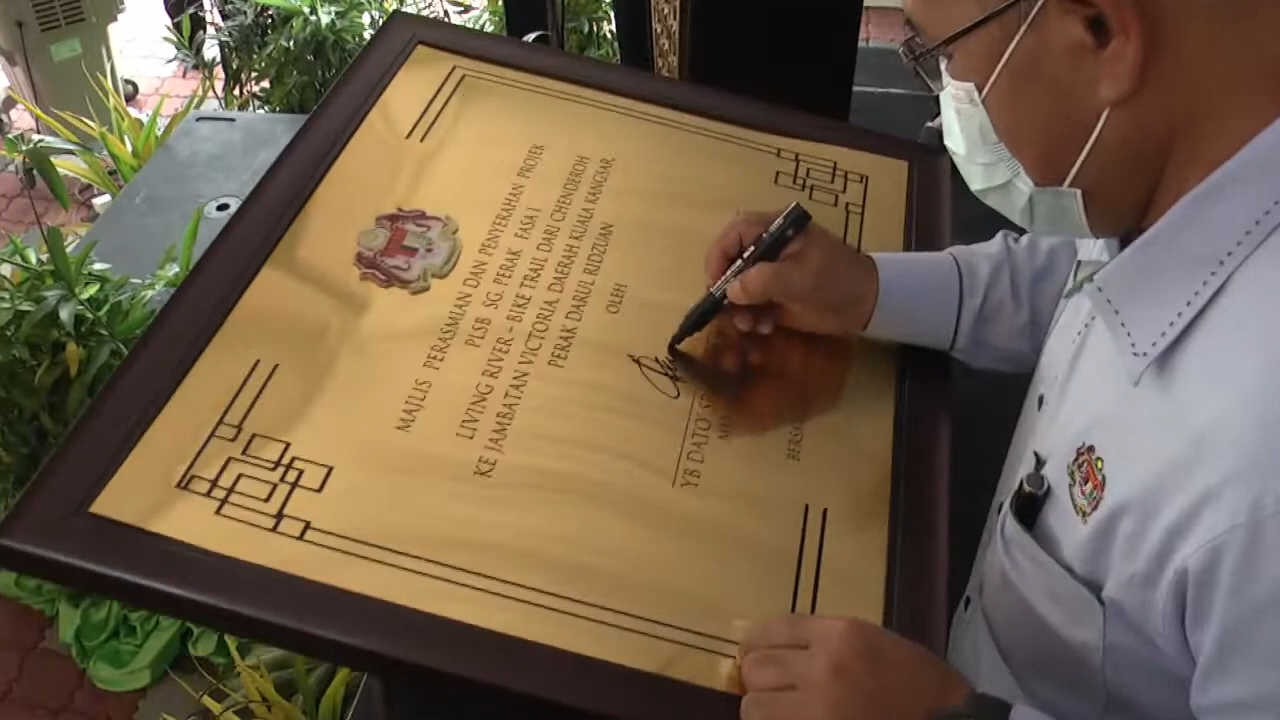 MAJLIS PERASMIAN DAN PENYERAHAN PROJEK
PLSB SG. PERAK FASA 1
LIVING RIVER - BIKE TRAIL DARI CHENDEROH
KE JAMBATAN VICTORIA, DAERAH KUALA KANGSAR,
PERAK DARUL RIDZUAN
OLEH
YB DATO'